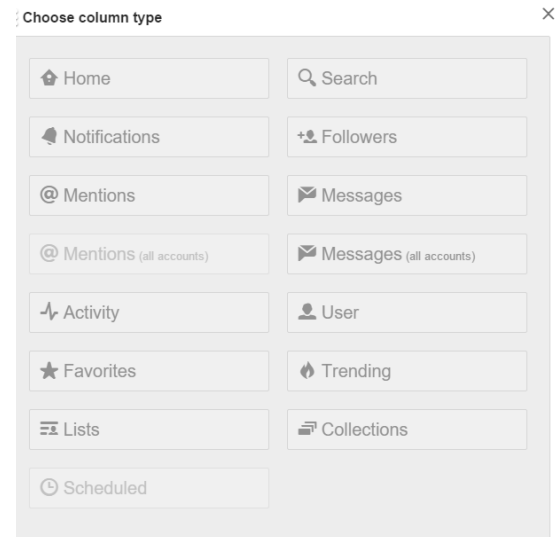 Choose column type
Home
Search
Notifications
Followers
@ Mentions
Messages
@ Mentions (all accounts)
Messages (all accounts)
Activity
User
Favorites
Trending
Lists
Collections
Scheduled